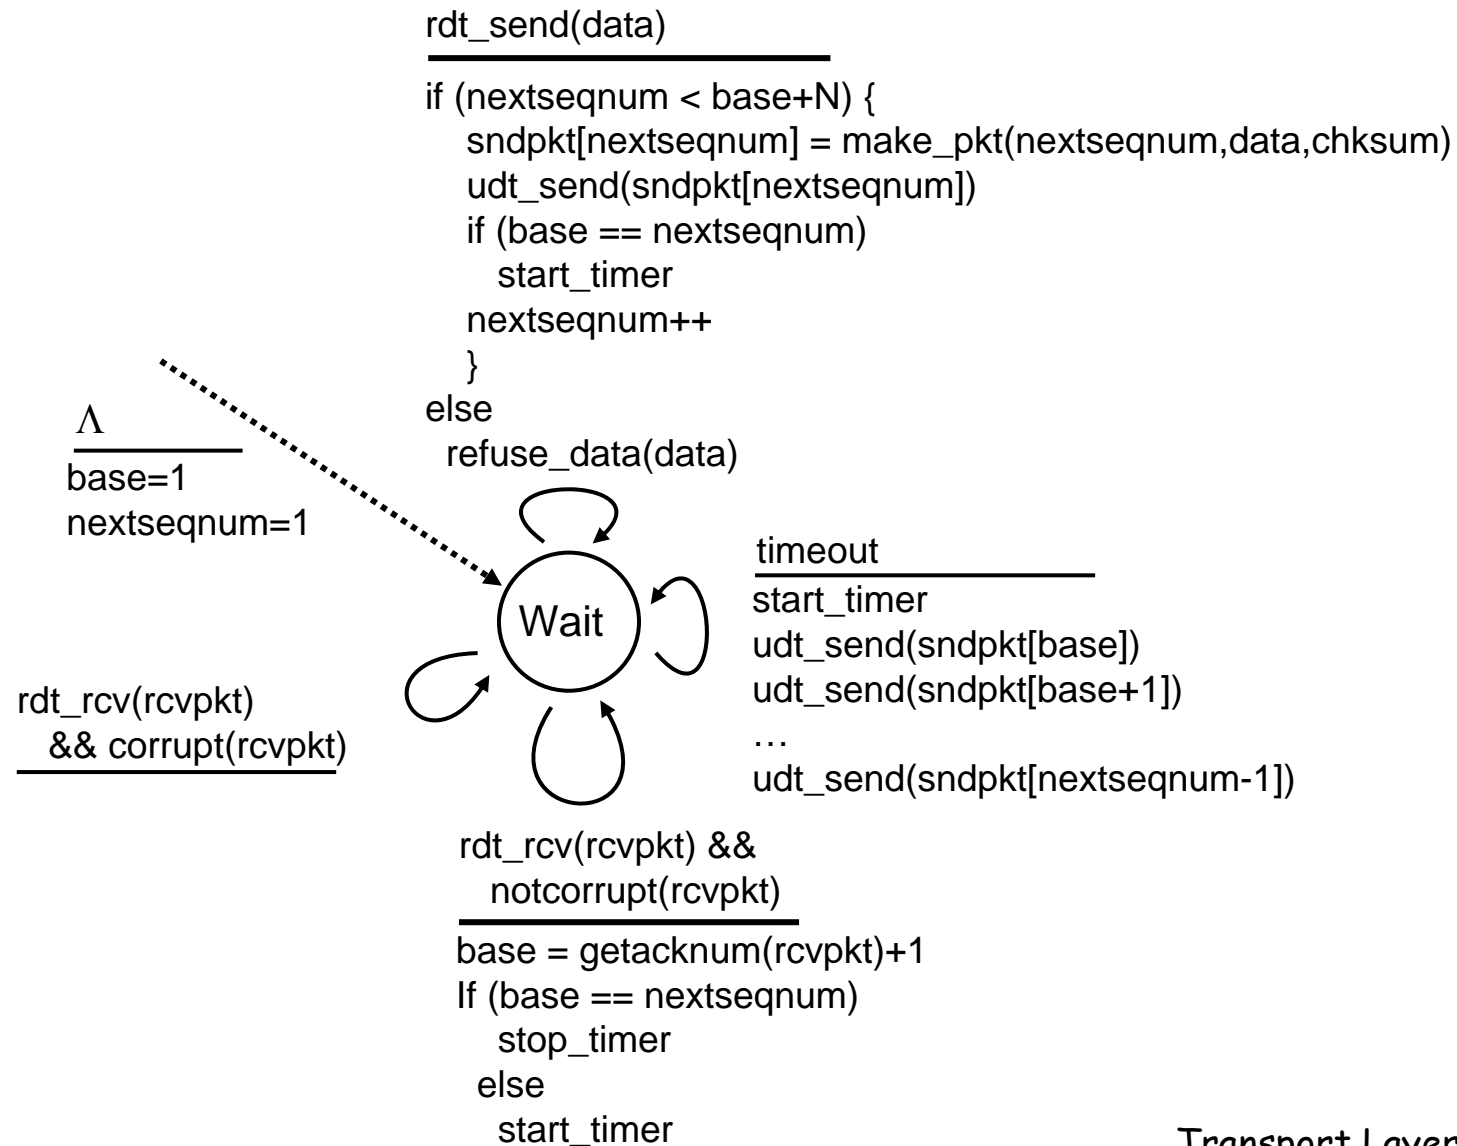 rdt_send(data)
if (nextseqnum < base+N) {
sndpkt[nextseqnum] = make_pkt(nextseqnum,data,chksum)
udt_send(sndpkt[nextseqnum])
if (base == nextseqnum)
start_timer
nextseqnum++
}
else
refuse_data(data)
Λ
base=1
nextseqnum=1
Wait
timeout
start_timer
udt_send(sndpkt[base])
udt_send(sndpkt[base+1])
…
udt_send(sndpkt[nextseqnum-1])
rdt_rcv(rcvpkt)
&& corrupt(rcvpkt)
rdt_rcv(rcvpkt) &&
notcorrupt(rcvpkt)
base = getacknum(rcvpkt)+1
If (base == nextseqnum)
stop_timer
else
start_timer
Transport Layer